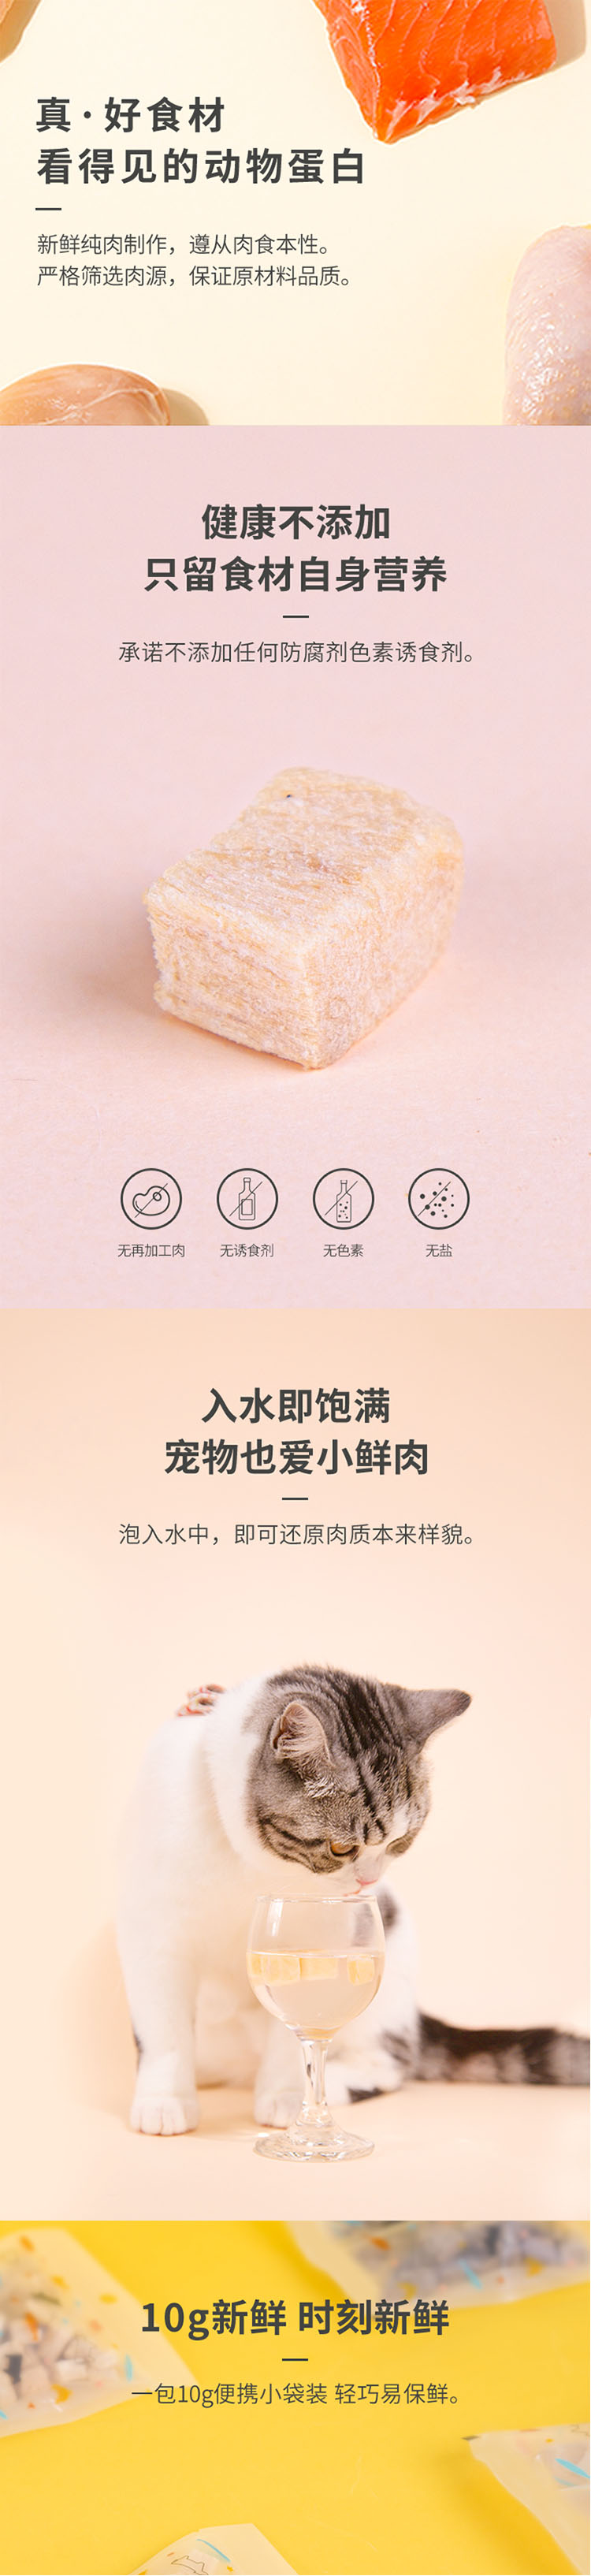 真·好食材
看得见的动物蛋白
新鲜纯肉制作，遵从肉食本性。
严格筛选肉源，保证原材料品质。
健康不添加
只留食材自身营养
承诺不添加任何防腐剂色素诱食剂。
无再加工肉 无诱食剂 无色素 无盐
入水即饱满
宠物也爱小鲜肉
泡入水中，即可还原肉质本来样貌。
10g新鲜 时刻新鲜
一包10g便携小袋装 轻巧易保鲜。